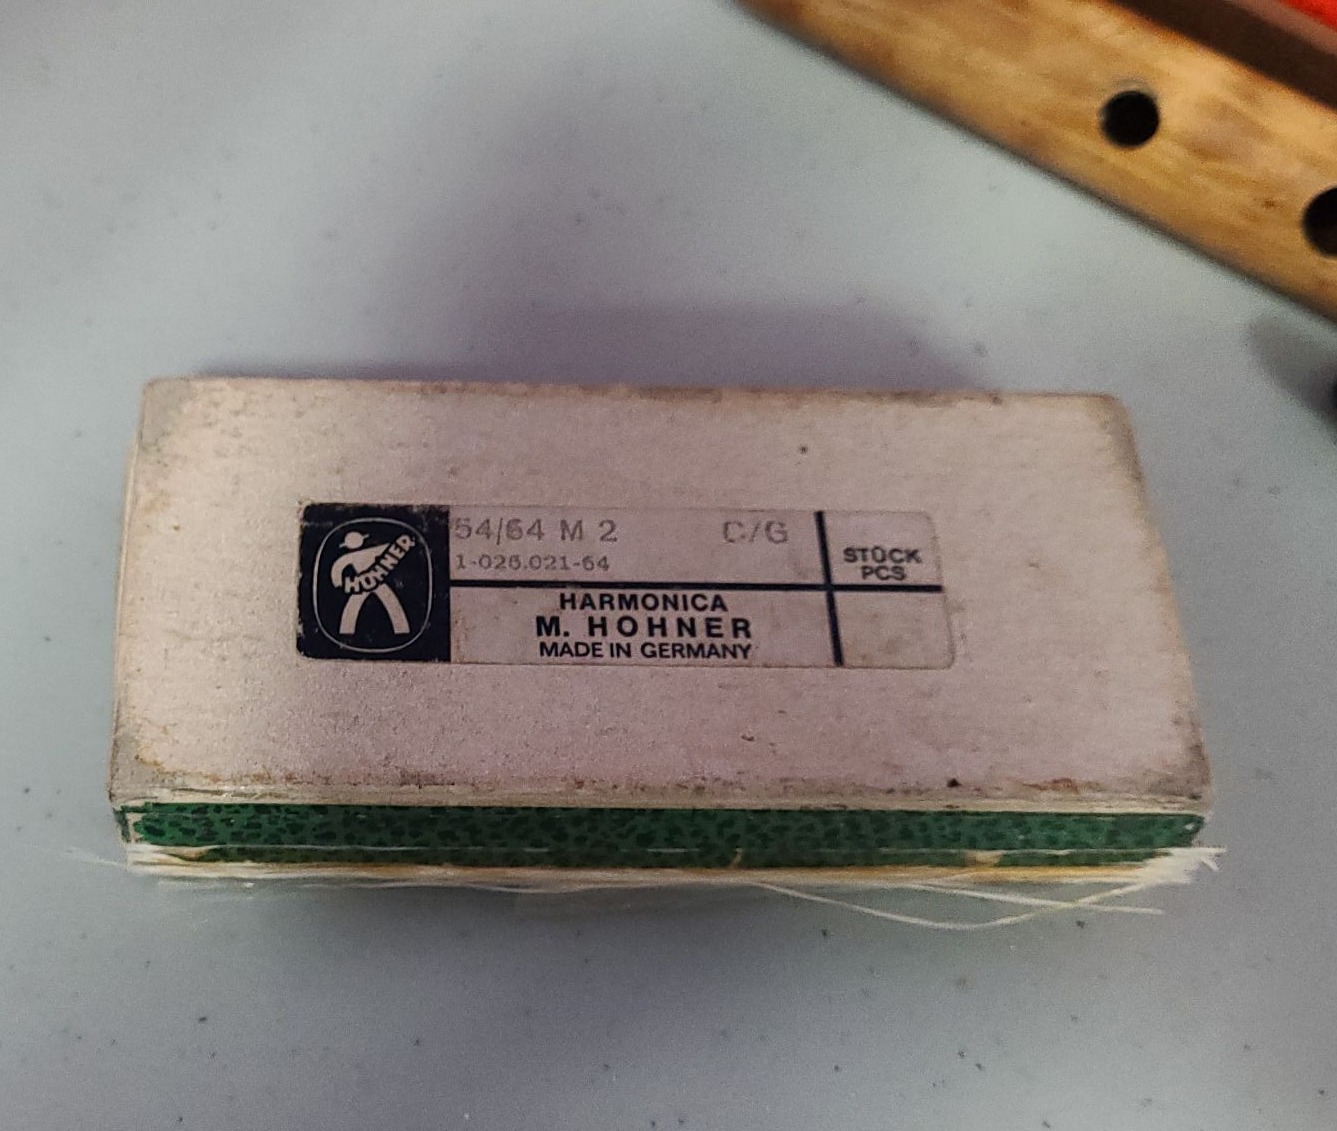 HOHNER
54/64 M 2 C/G
1-026.021-64
STÜCK
PCS
HARMONICA
M. HOHNER
MADE IN GERMANY